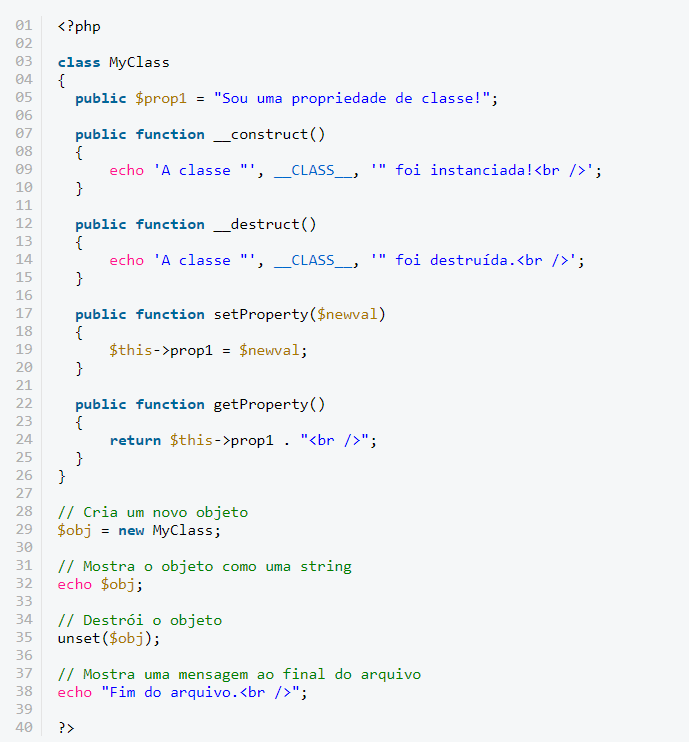 01 <?php
02
03 class MyClass
04 {
05   public $prop1 = "Sou uma propriedade de classe!";
06
07   public function __construct()
08   {
09       echo 'A classe "', __CLASS__, '" foi instanciada!<br />';
10   }
11
12   public function __destruct()
13   {
14       echo 'A classe "', __CLASS__, '" foi destruída.<br />';
15   }
16
17   public function setProperty($newval)
18   {
19       $this->prop1 = $newval;
20   }
21
22   public function getProperty()
23   {
24       return $this->prop1 . "<br />";
25   }
26 }
27
28 // Cria um novo objeto
29 $obj = new MyClass;
30
31 // Mostra o objeto como uma string
32 echo $obj;
33
34 // Destrói o objeto
35 unset($obj);
36
37 // Mostra uma mensagem ao final do arquivo
38 echo "Fim do arquivo.<br />";
39
40 ?>